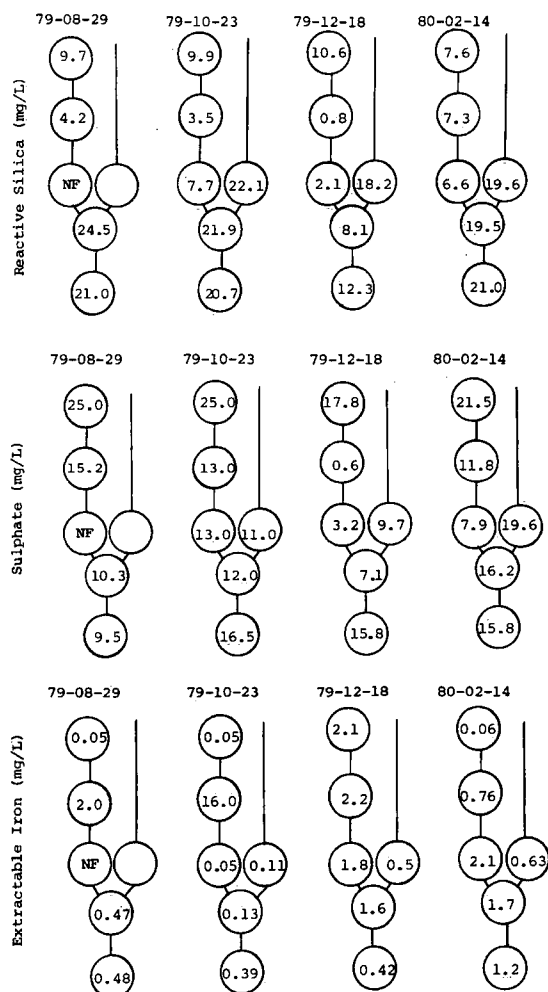 79-08-29 79-10-23 79-12-18 80-02-14
Reactive Silica (mg/L)
9.7 9.9 10.6 7.6
4.2 3.5 0.8 7.3
NF 7.7 22.1 2.1 18.2 6.6 19.6
24.5 21.9 8.1 19.5
21.0 20.7 12.3 21.0
79-08-29 79-10-23 79-12-18 80-02-14
Sulphate (mg/L)
25.0 25.0 17.8 21.5
15.2 13.0 0.6 11.8
NF 13.0 11.0 3.2 9.7 7.9 19.6
10.3 12.0 7.1 16.2
9.5 16.5 15.8 15.8
79-08-29 79-10-23 79-12-18 80-02-14
Extractable Iron (mg/L)
0.05 0.05 2.1 0.06
2.0 16.0 2.2 0.76
NF 0.05 0.11 1.8 0.5 2.1 0.63
0.47 0.13 1.6 1.7
0.48 0.39 0.42 1.2